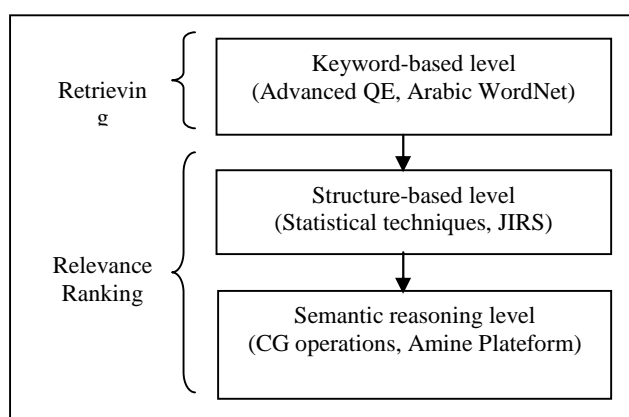 Keyword-based level
(Advanced QE, Arabic WordNet)
Retrievin
g
Structure-based level
(Statistical techniques, JIRS)
Relevance
Ranking
Semantic reasoning level
(CG operations, Amine Plateform)